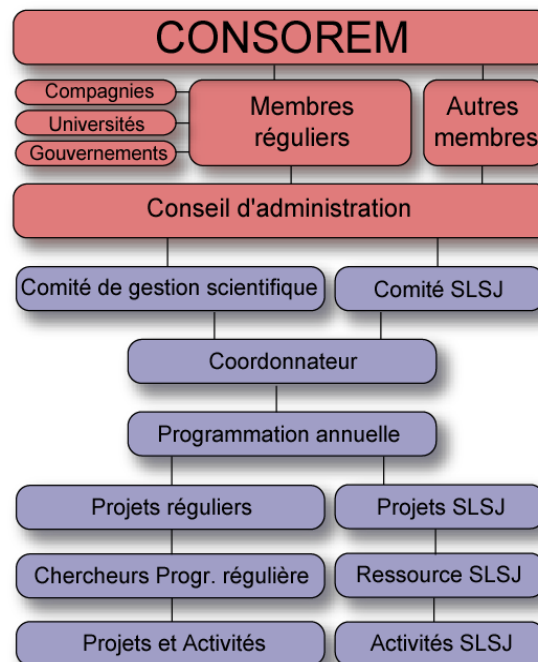 CONSOREM
Compagnies
Universités
Gouvernements
Membres
réguliers
Autres
membres
Conseil d'administration
Comité de gestion scientifique
Comité SLSJ
Coordonnateur
Programmation annuelle
Projets réguliers
Projets SLSJ
Chercheurs Progr. régulière
Ressource SLSJ
Projets et Activités
Activités SLSJ